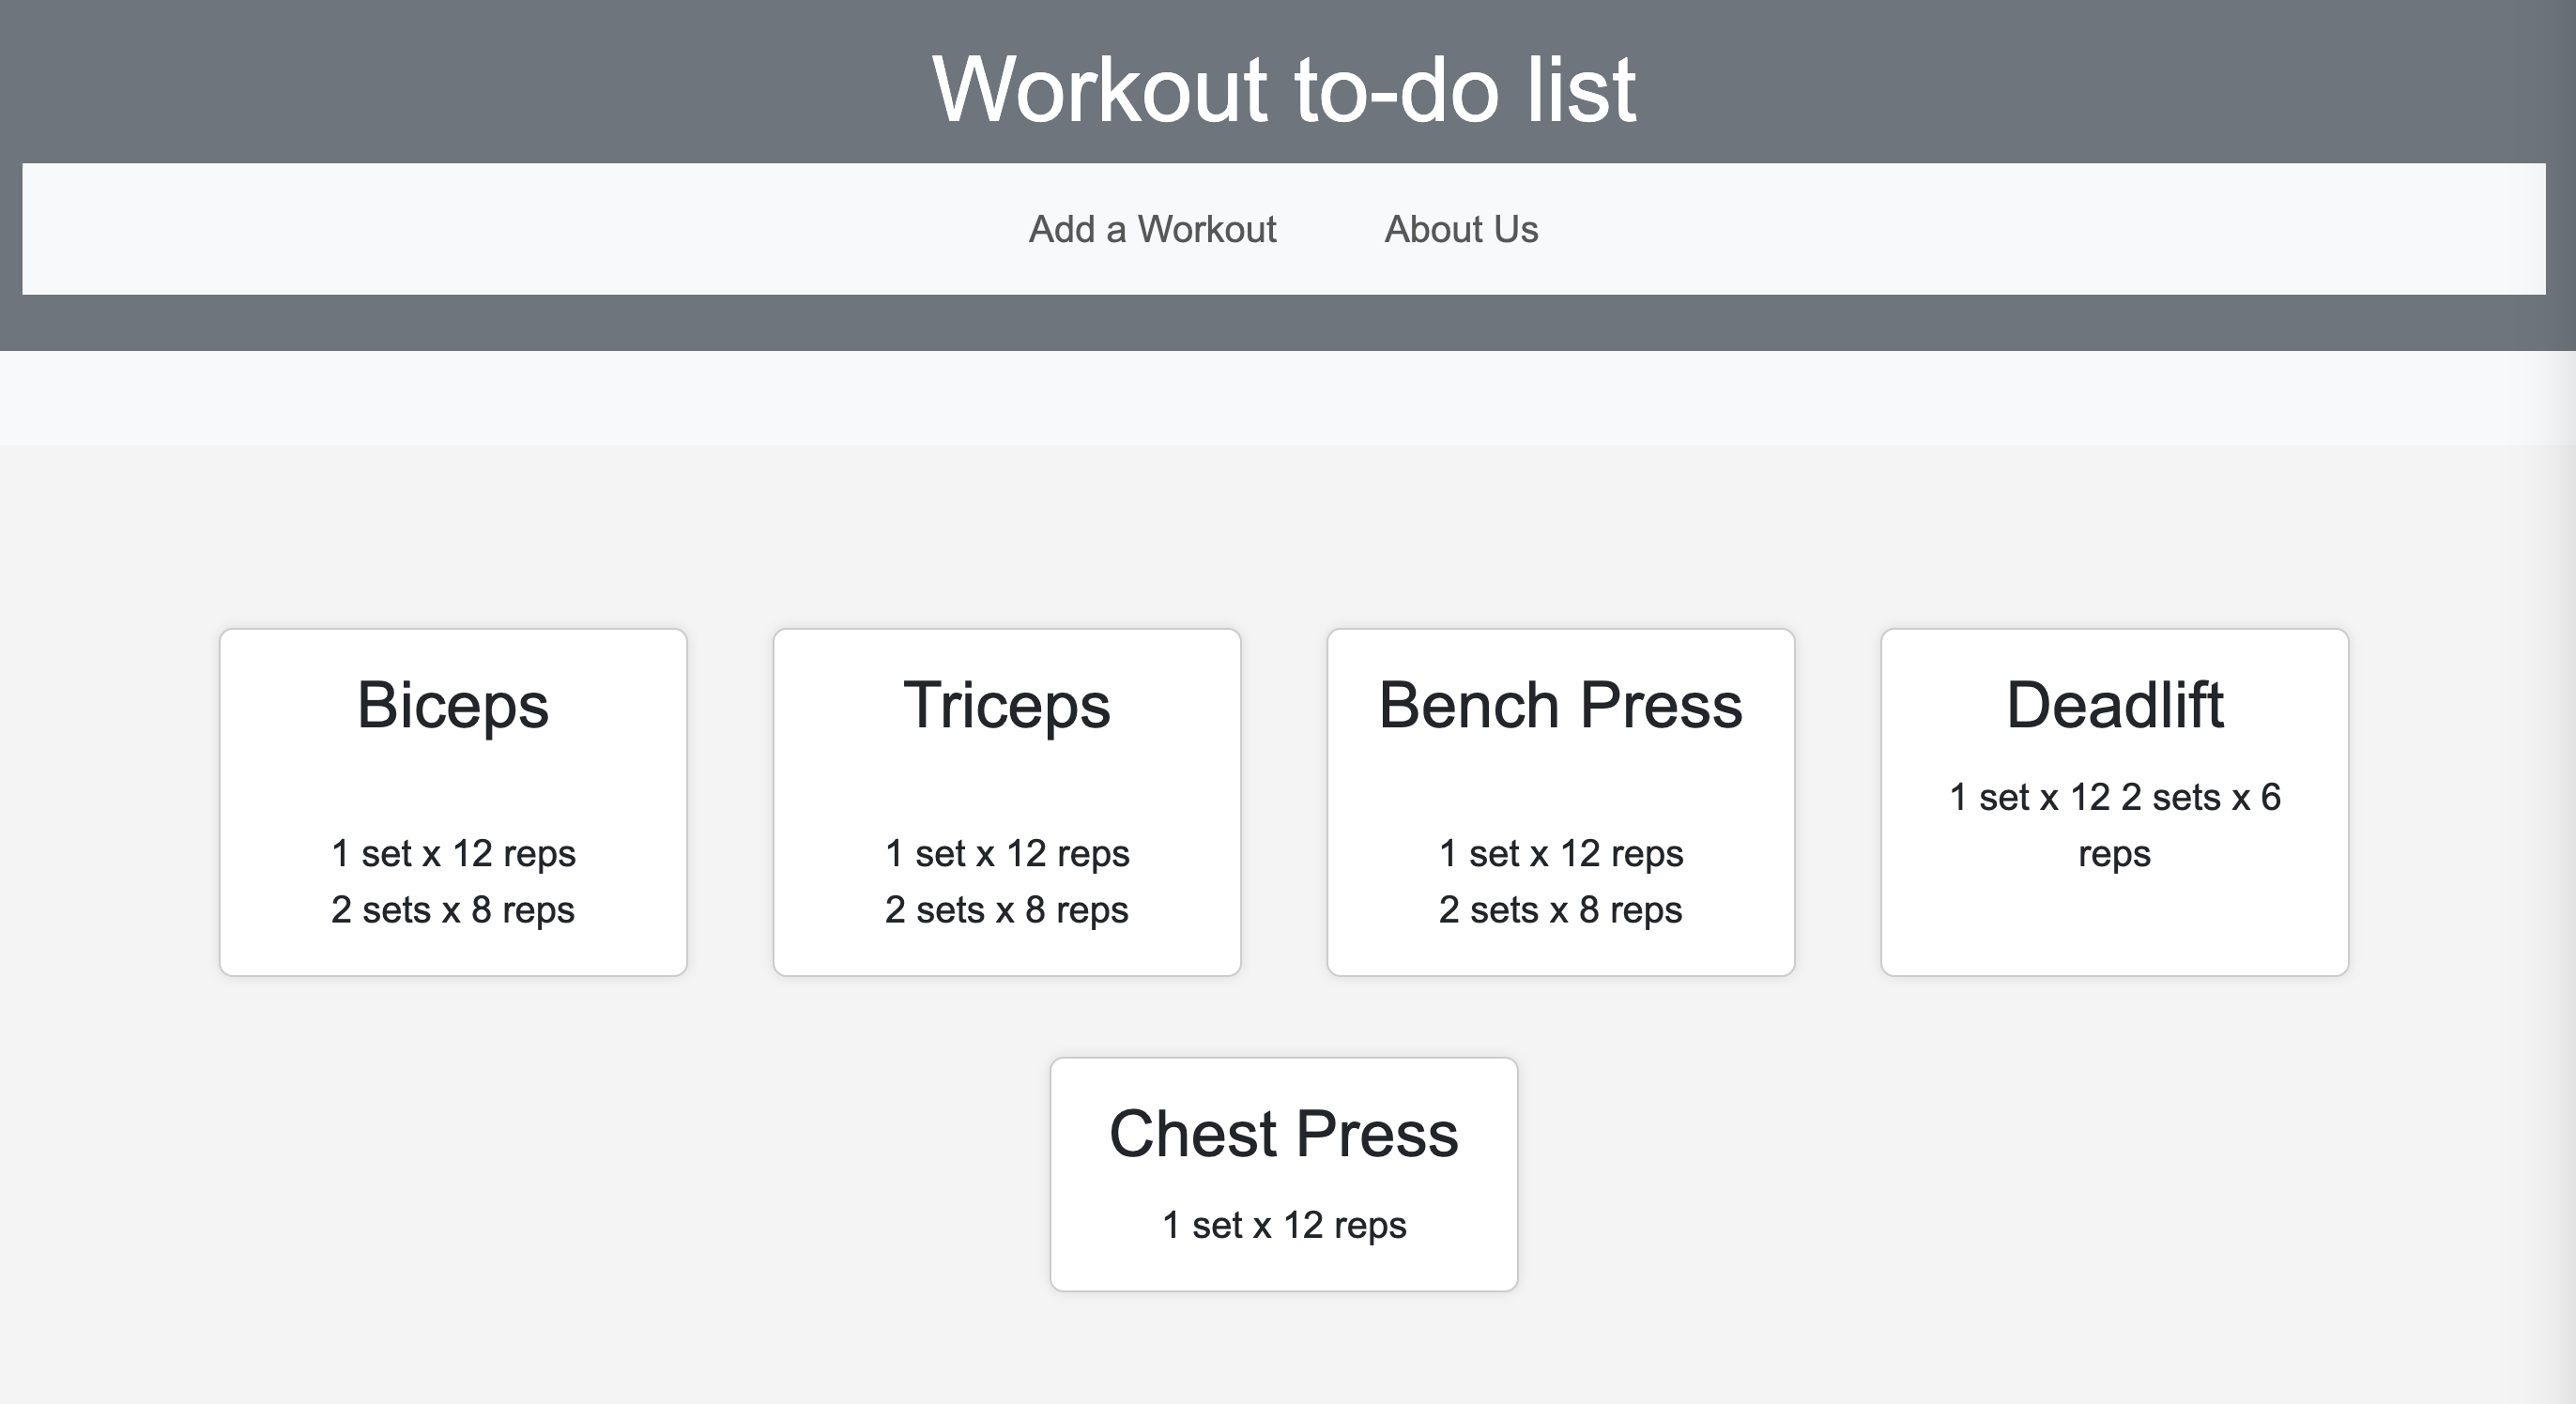 Workout to-do list
Add a Workout About Us
Biceps
1 set x 12 reps
2 sets x 8 reps
Triceps
1 set x 12 reps
2 sets x 8 reps
Bench Press
1 set x 12 reps
2 sets x 8 reps
Deadlift
1 set x 12 2 sets x 6
reps
Chest Press
1 set x 12 reps